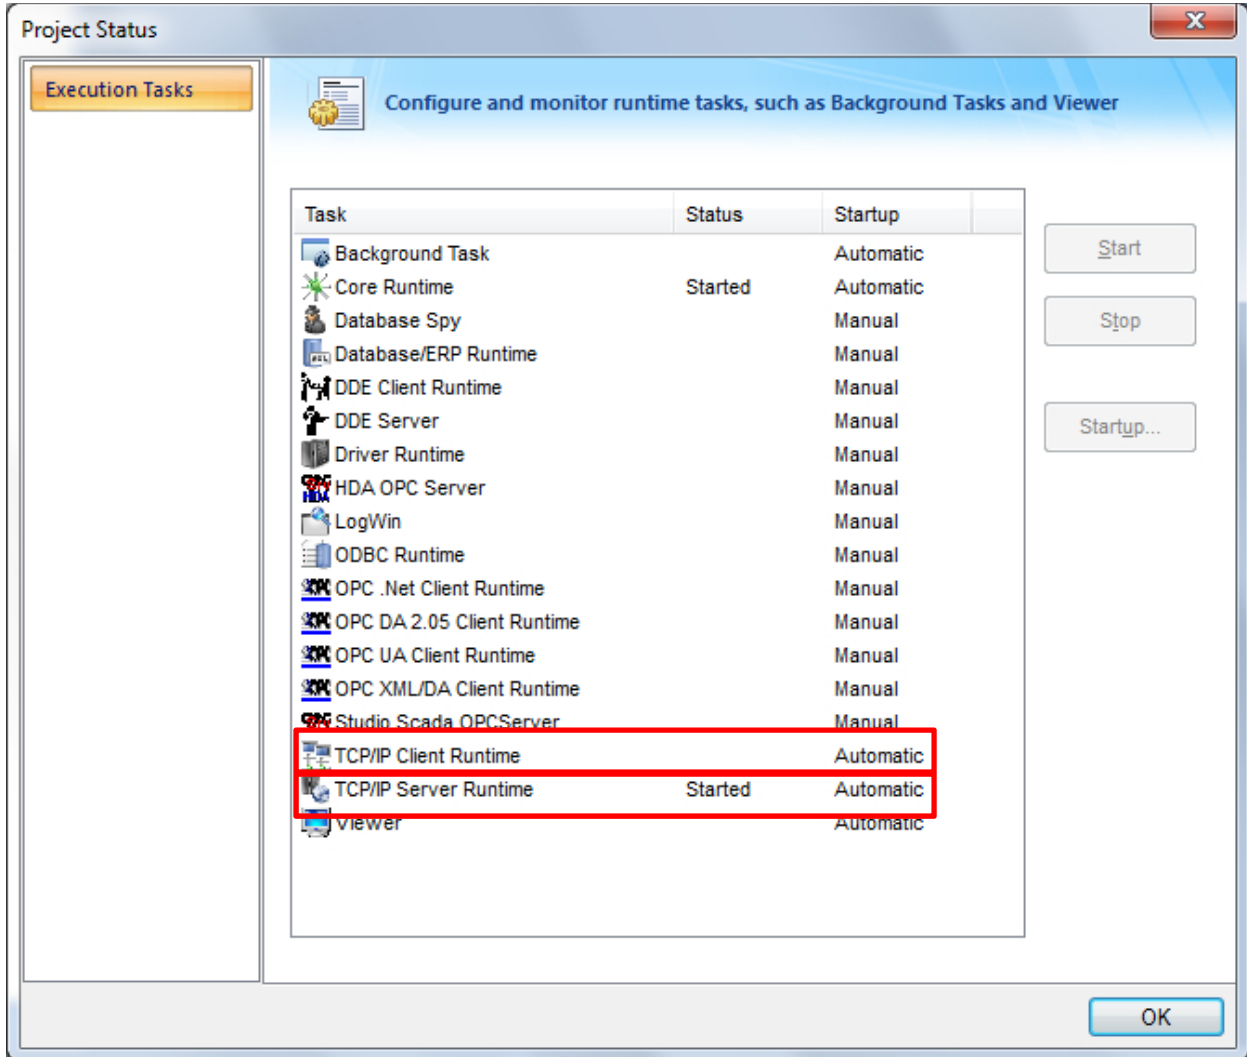 Project Status
Execution Tasks
Configure and monitor runtime tasks, such as Background Tasks and Viewer
Task Status Startup
Background Task Automatic
Core Runtime Started Automatic
Database Spy Manual
Database/ERP Runtime Manual
DDE Client Runtime Manual
DDE Server Manual
Driver Runtime Manual
HDA OPC Server Manual
LogWin Manual
ODBC Runtime Manual
OPC .Net Client Runtime Manual
OPC DA 2.05 Client Runtime Manual
OPC UA Client Runtime Manual
OPC XML/DA Client Runtime Manual
Studio Scada OPCServer Manual
TCP/IP Client Runtime Automatic
TCP/IP Server Runtime Started Automatic
Viewer Automatic
Start
Stop
Startup...
OK